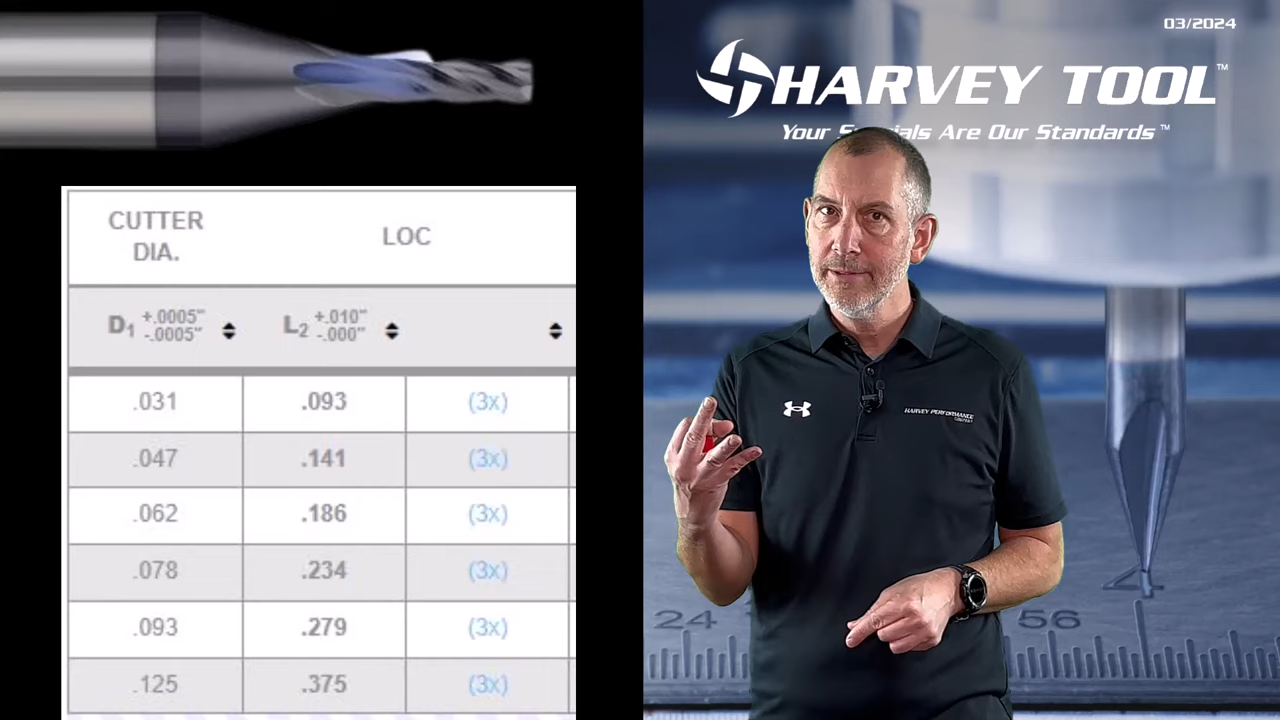 03/2024
HARVEY TOOL™
Your Specials Are Our Standards™
CUTTER
DIA.
LOC
D1 +.0005"
-.0005"
L2 +.010"
-.000"
.031 .093 (3x)
.047 .141 (3x)
.062 .186 (3x)
.078 .234 (3x)
.093 .279 (3x)
.125 .375 (3x)
HARVEY PERFORMANCE
COMPANY
24
56